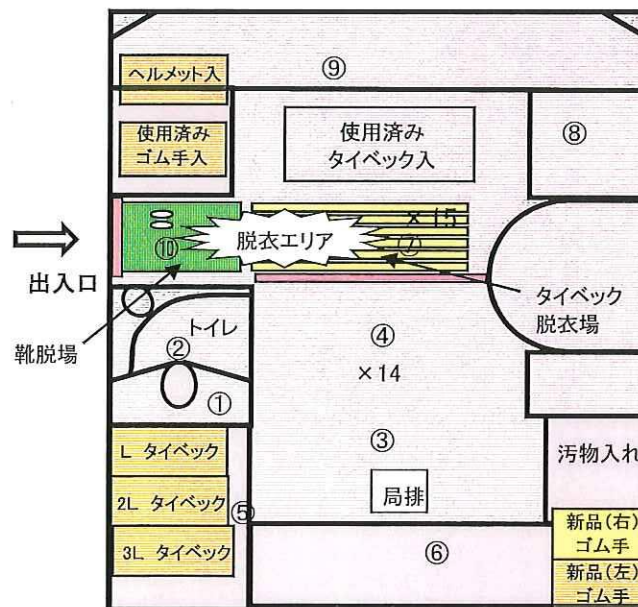 ⑨
ヘルメット入
使用済み
ゴム手入
使用済み
タイベック入
⑧
×15
脱衣エリア
⑩
⑦
出入口
靴脱場
タイベック
脱衣場
トイレ
②
①
④
×14
③
局排
L タイベック
2L タイベック
3L タイベック
⑤
⑥
汚物入れ
新品(右)
ゴム手
新品(左)
ゴム手